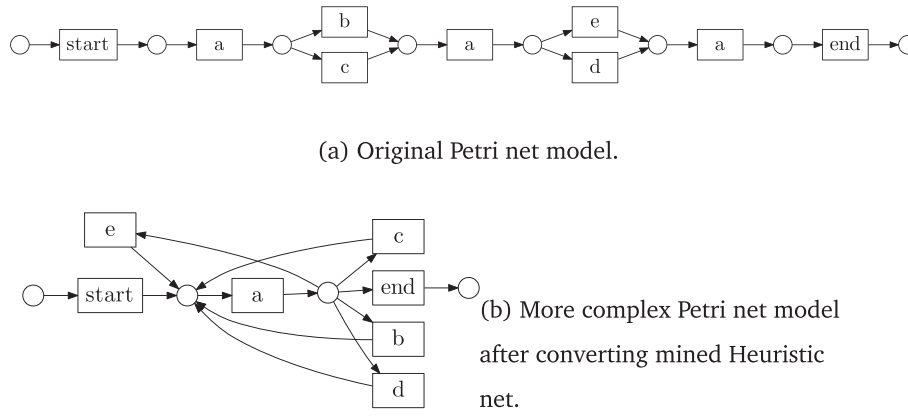 b
e
start
a
a
a
end
c
d
(a) Original Petri net model.
e
c
start
a
end
(b) More complex Petri net model
b
after converting mined Heuristic
d
net.